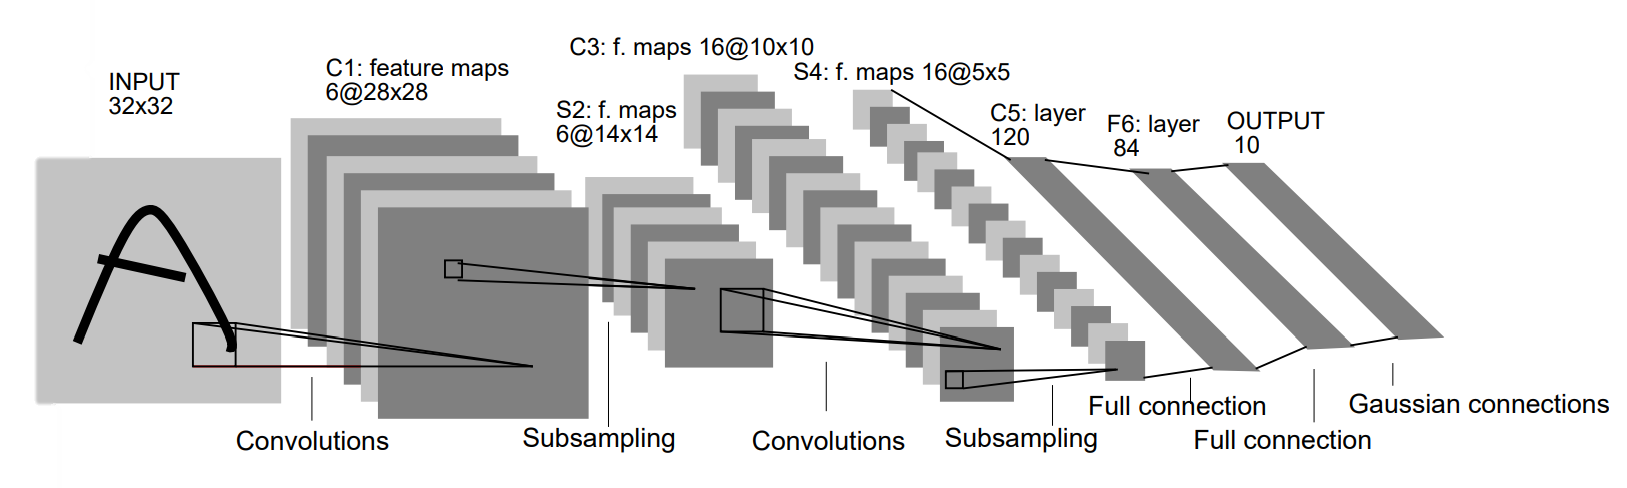 INPUT
32x32
C1: feature maps
6@28x28
S2: f. maps
6@14x14
C3: f. maps 16@10x10
S4: f. maps 16@5x5
C5: layer
120
F6: layer
84
OUTPUT
10
Convolutions
Subsampling
Convolutions
Subsampling
Full connection
Full connection
Gaussian connections